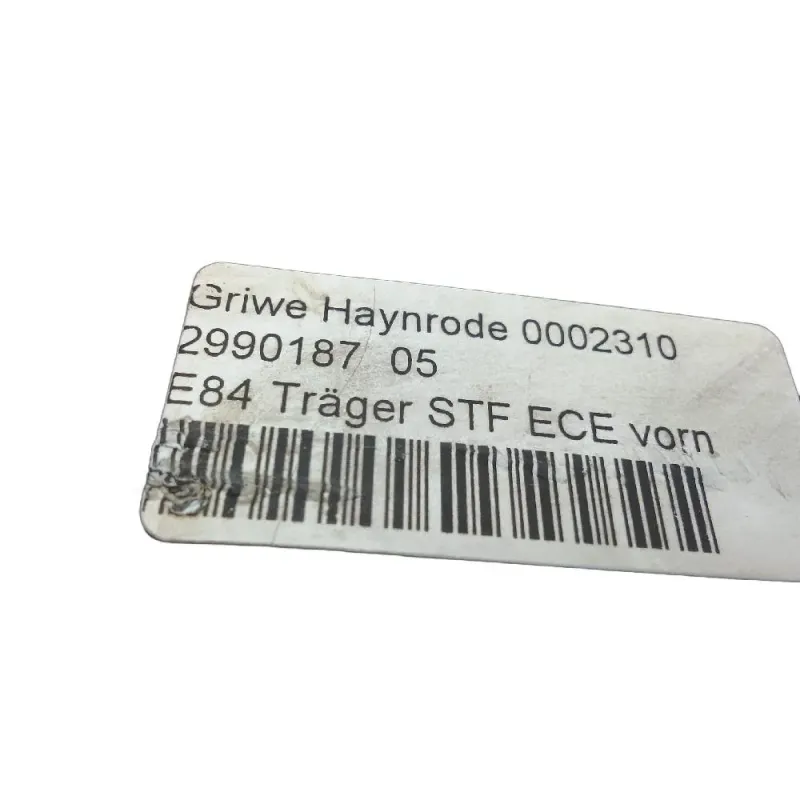 Griwe Haynrode 0002310
2990187 05
E84 Träger STF ECE vorn